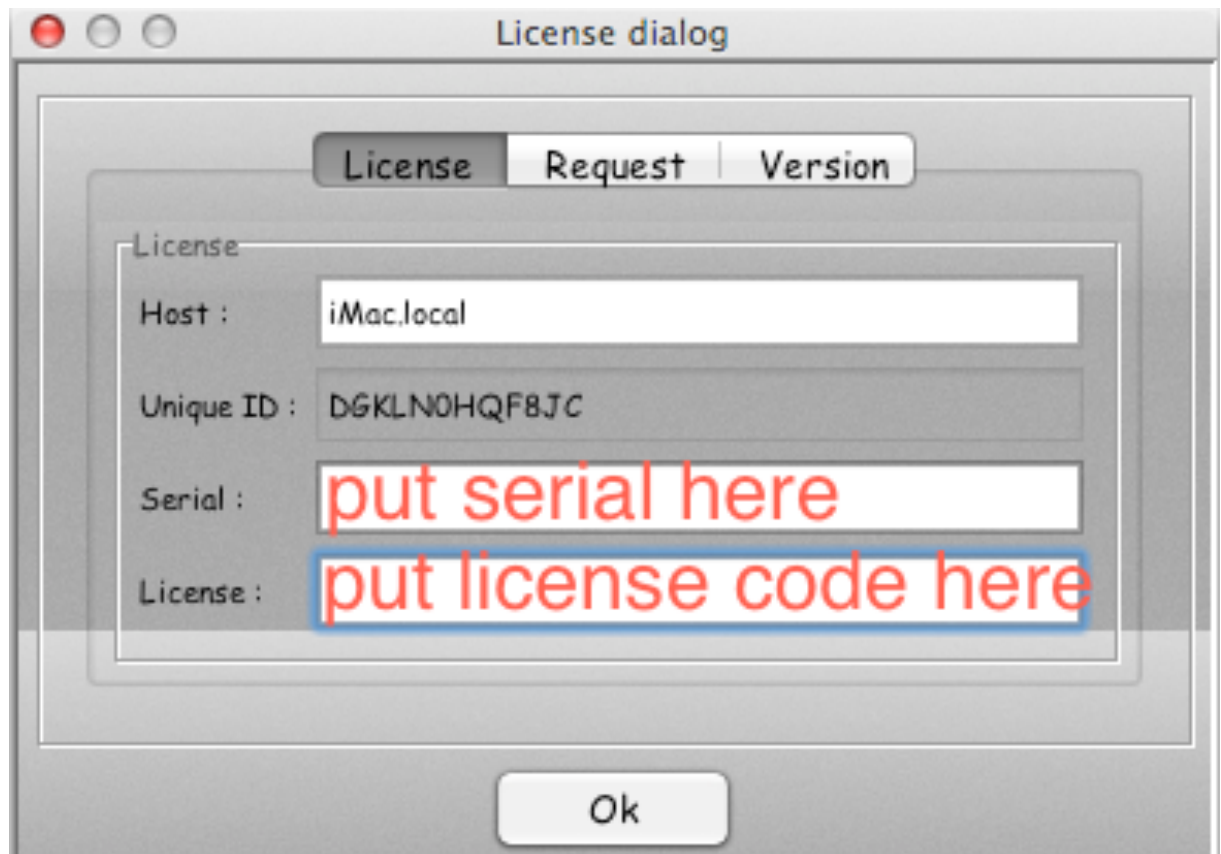 License dialog
License Request Version
License
Host : iMac.local
Unique ID : DGKLN0HQF8JC
Serial : put serial here
License : put license code here
Ok